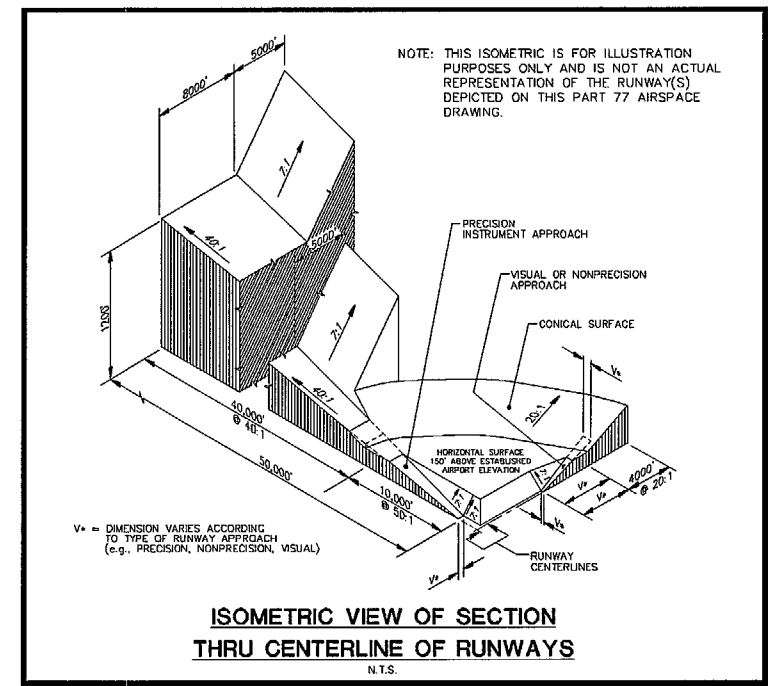 5000'
8000'
NOTE: THIS ISOMETRIC IS FOR ILLUSTRATION
PURPOSES ONLY AND IS NOT AN ACTUAL
REPRESENTATION OF THE RUNWAY(S)
DEPICTED ON THIS PART 77 AIRSPACE
DRAWING.
7:1
40:1
5000'
PRECISION
INSTRUMENT APPROACH
VISUAL OR NONPRECISION
APPROACH
CONICAL SURFACE
1200'
7:1
40:1
V*
20:1
40,000'
@ 40:1
HORIZONTAL SURFACE
150' ABOVE ESTABLISHED
AIRPORT ELEVATION
7:1
7:1
7:1
50,000'
10,000'
@ 50:1
V*
V*
4000'
@ 20:1
V*
V* = DIMENSION VARIES ACCORDING
TO TYPE OF RUNWAY APPROACH
(e.g., PRECISION, NONPRECISION, VISUAL)
RUNWAY
CENTERLINES
V*
V*
ISOMETRIC VIEW OF SECTION
THRU CENTERLINE OF RUNWAYS
N.T.S.